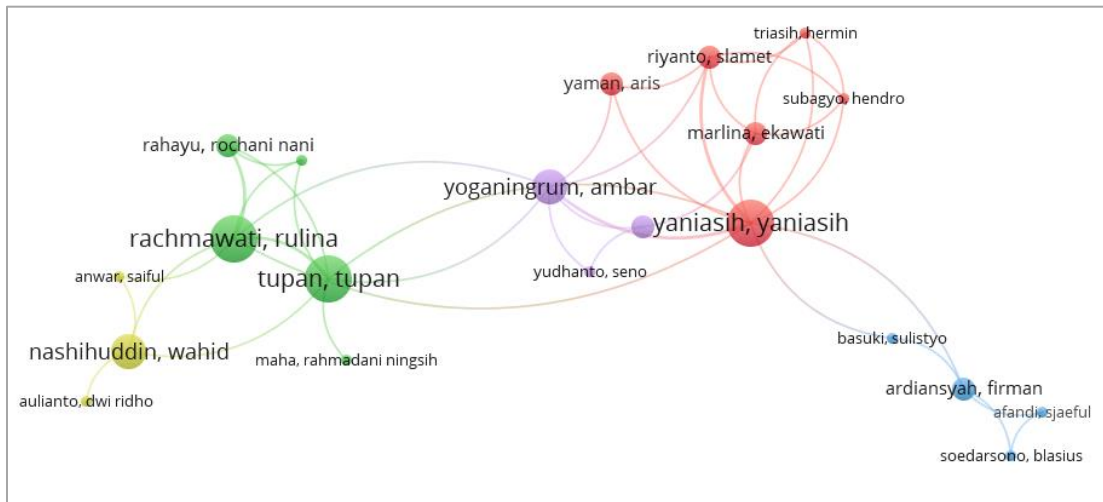 triasih, hermin
riyanto, slamet
yaman, aris
subagyo, hendro
marlina, ekawati
rahayu, rochani nani
yoganingrum, ambar
yaniasih, yaniasih
rachmawati, rulina
tupan, tupan
yudhanto, seno
anwar, saiful
basuki, sulistyo
nashihuddin, wahid
maha, rahmadani ningsih
ardiansyah, firman
aulianto, dwi ridho
afandi, sjaeful
soedarsono, blasius